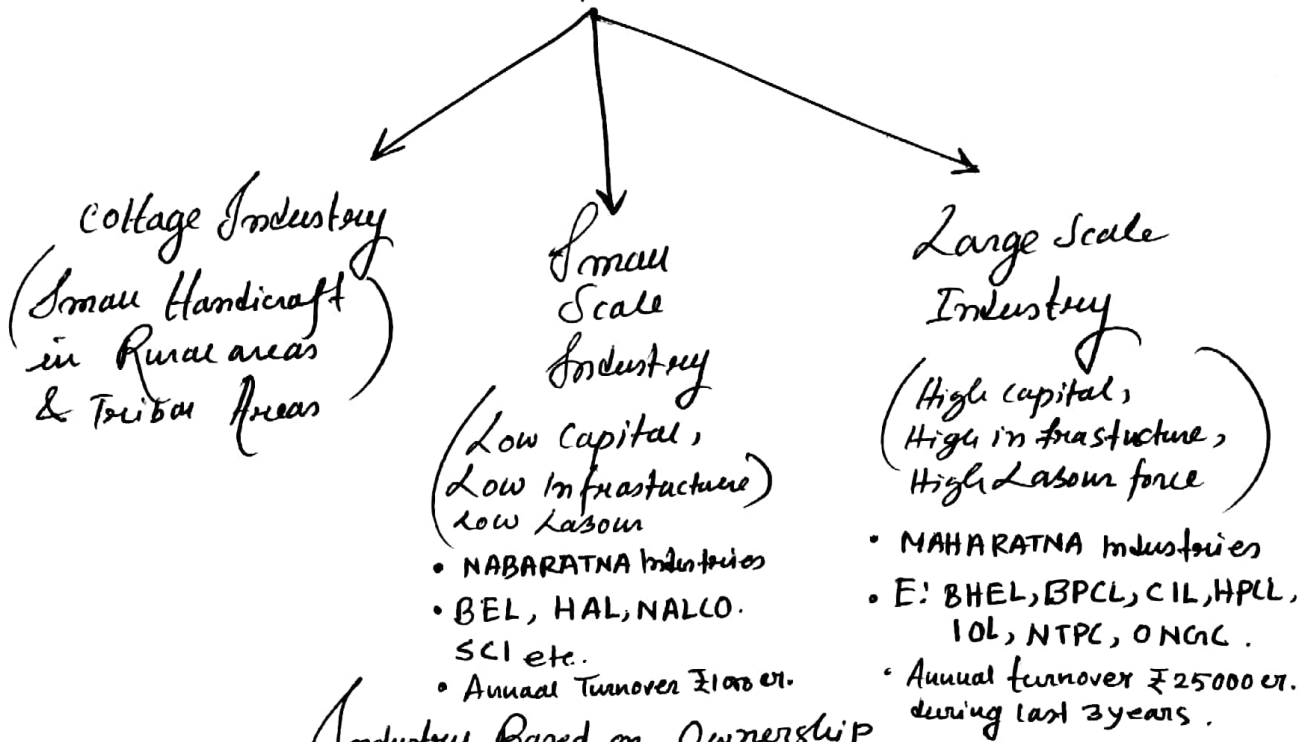 Cottage Industry
(Small Handicraft
in Rural areas
& Tribal Areas)
Small
Scale
Industry
(Low Capital,
Low Infrastucture)
Low Labour
• NABARATNA Industries
• BEL, HAL, NALCO.
SCI etc.
• Annual Turnover ₹1000 cr.
Large Scale
Industry
(High capital,
High infrastucture,
High Labour force)
• MAHARATNA Industries
• E: BHEL, BPCL, CIL, HPCL,
IOL, NTPC, ONGC.
• Annual turnover ₹25000 cr.
during last 3 years.
Industry Based on Ownership